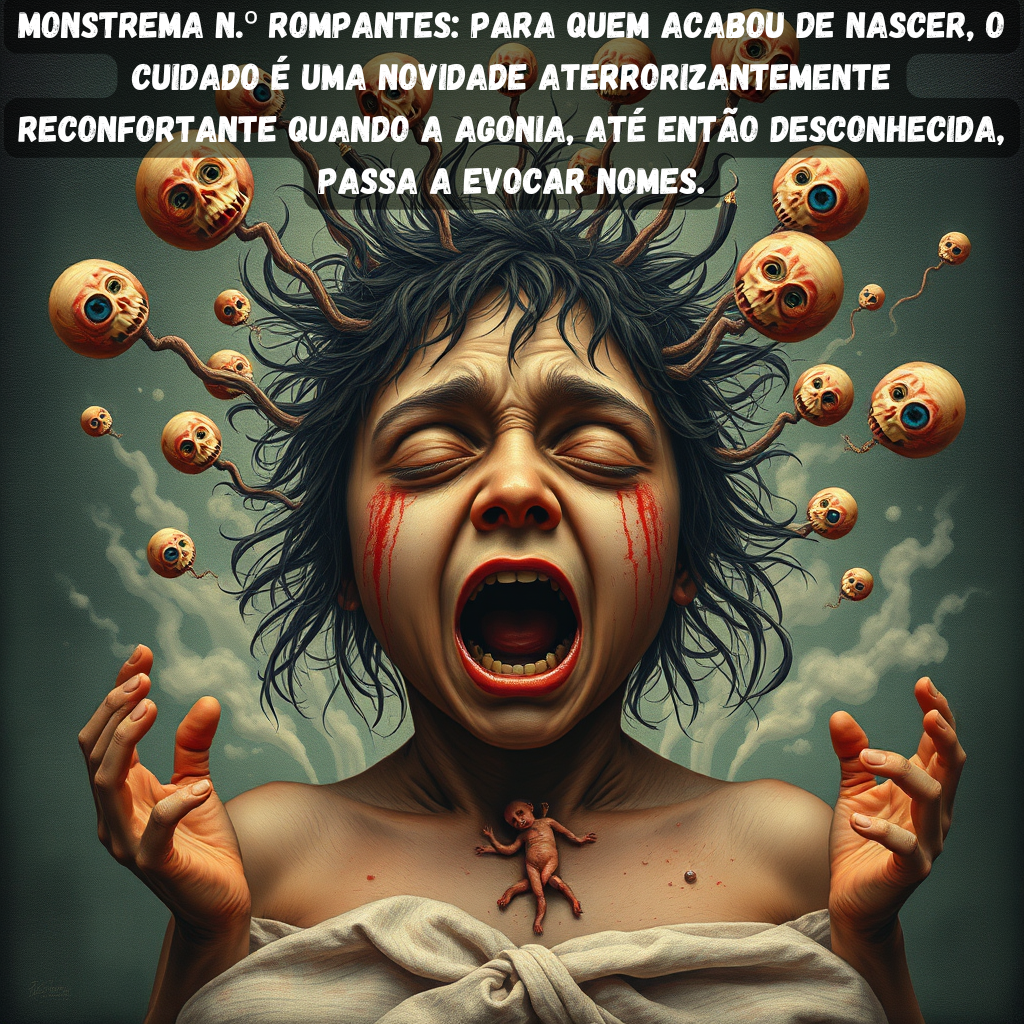 MONSTREMA N.º ROMPANTES: PARA QUEM ACABOU DE NASCER, O
CUIDADO É UMA NOVIDADE ATERRORIZANTEMENTE
RECONFORTANTE QUANDO A AGONIA, ATÉ ENTÃO DESCONHECIDA,
PASSA A EVOCAR NOMES.